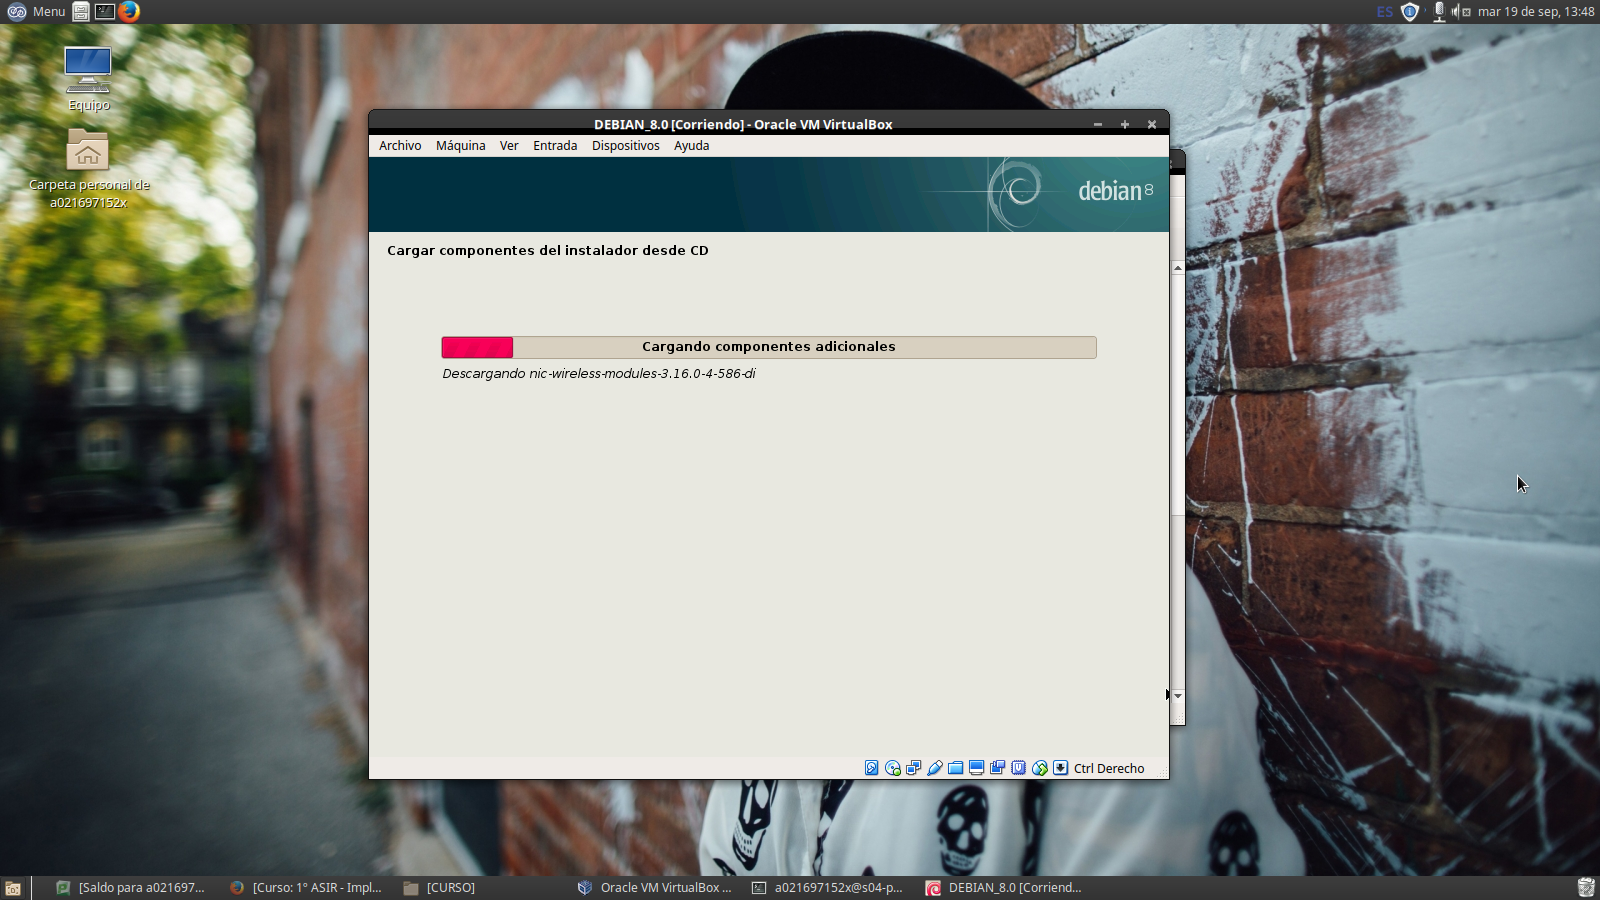 Menu
ES
mar 19 de sep, 13:48
Equipo
Carpeta personal de
a021697152x
DEBIAN_8.0 [Corriendo] - Oracle VM VirtualBox
Archivo Máquina Ver Entrada Dispositivos Ayuda
debian 8
Cargar componentes del instalador desde CD
Cargando componentes adicionales
Descargando nic-wireless-modules-3.16.0-4-586-di
Ctrl Derecho
[Saldo para a021697...
[Curso: 1º ASIR - Impl...
[CURSO]
Oracle VM VirtualBox ...
a021697152x@s04-p...
DEBIAN_8.0 [Corriend...